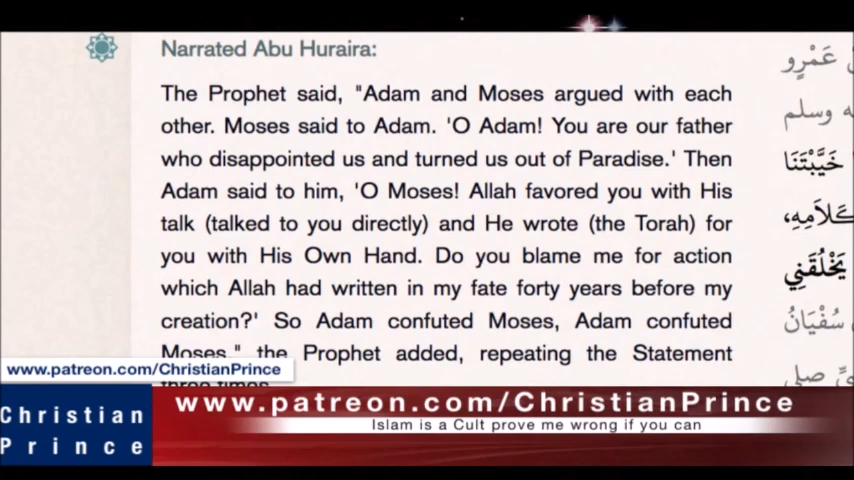 Narrated Abu Huraira:
The Prophet said, "Adam and Moses argued with each
other. Moses said to Adam. 'O Adam! You are our father
who disappointed us and turned us out of Paradise.' Then
Adam said to him, 'O Moses! Allah favored you with His
talk (talked to you directly) and He wrote (the Torah) for
you with His Own Hand. Do you blame me for action
which Allah had written in my fate forty years before my
creation?' So Adam confuted Moses, Adam confuted
Moses," the Prophet added, repeating the Statement
three times.
عَمْرٍو
وسلم
خَيَّبْتَنَا
يَخْلُقَنِي
سُفْيَانُ
صلى
www.patreon.com/ChristianPrince
Christian
Prince
www.patreon.com/ChristianPrince
Islam is a Cult prove me wrong if you can